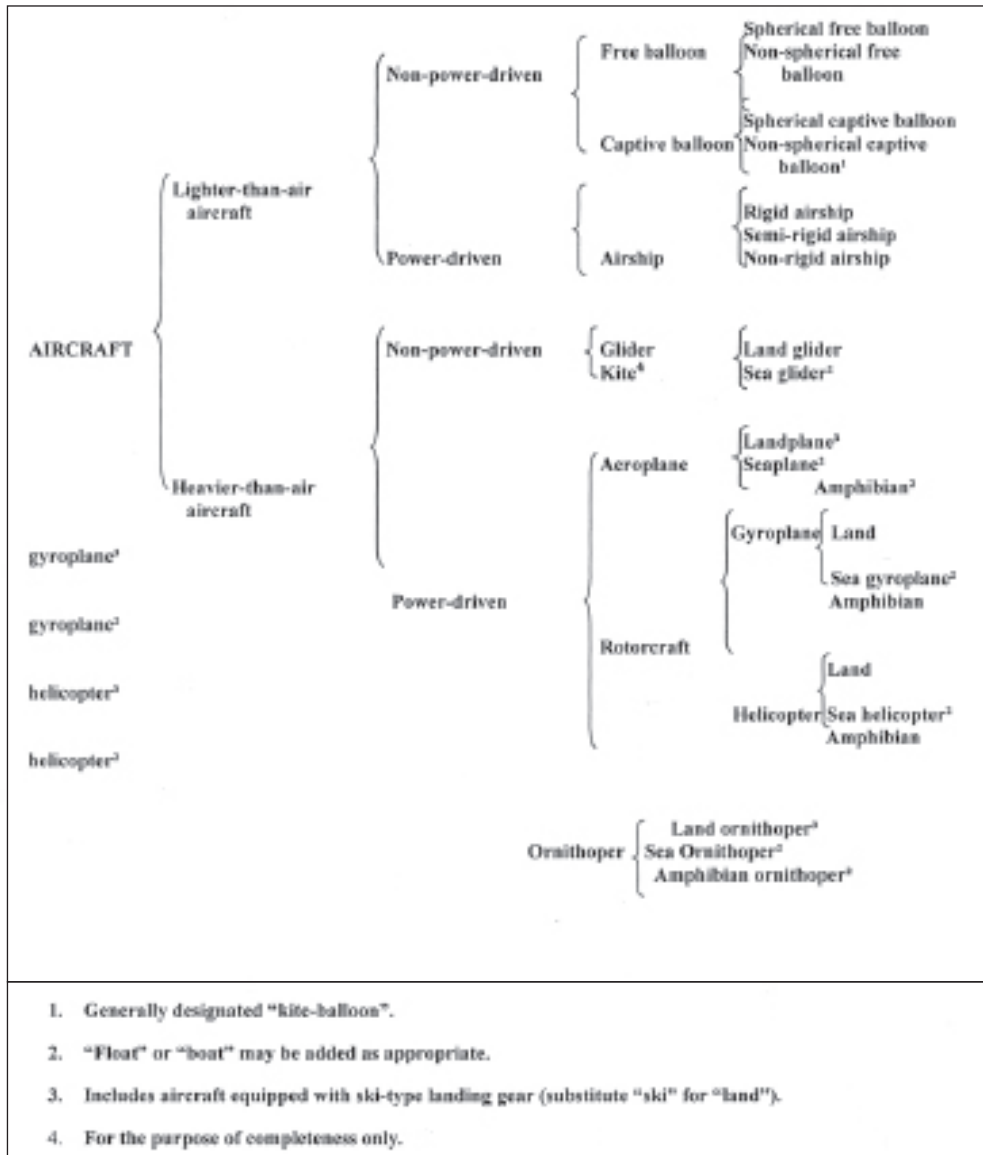 Spherical free balloon
Free balloon
Non-spherical free
balloon
Non-power-driven
Spherical captive balloon
Captive balloon
Non-spherical captive
balloon¹
Lighter-than-air
aircraft
Rigid airship
Semi-rigid airship
Power-driven
Airship
Non-rigid airship
AIRCRAFT
Non-power-driven
Glider
Land glider
Kite⁴
Sea glider²
Landplane³
Aeroplane
Seaplane²
Amphibian²
Heavier-than-air
aircraft
Gyroplane
Land
gyroplane³
Sea gyroplane²
Power-driven
Amphibian
gyroplane²
Rotorcraft
Land
helicopter³
Helicopter
Sea helicopter²
Amphibian
helicopter²
Land ornithoper³
Ornithoper
Sea Ornithoper²
Amphibian ornithoper²
1. Generally designated “kite-balloon”.
2. “Float” or “boat” may be added as appropriate.
3. Includes aircraft equipped with ski-type landing gear (substitute “ski” for “land”).
4. For the purpose of completeness only.